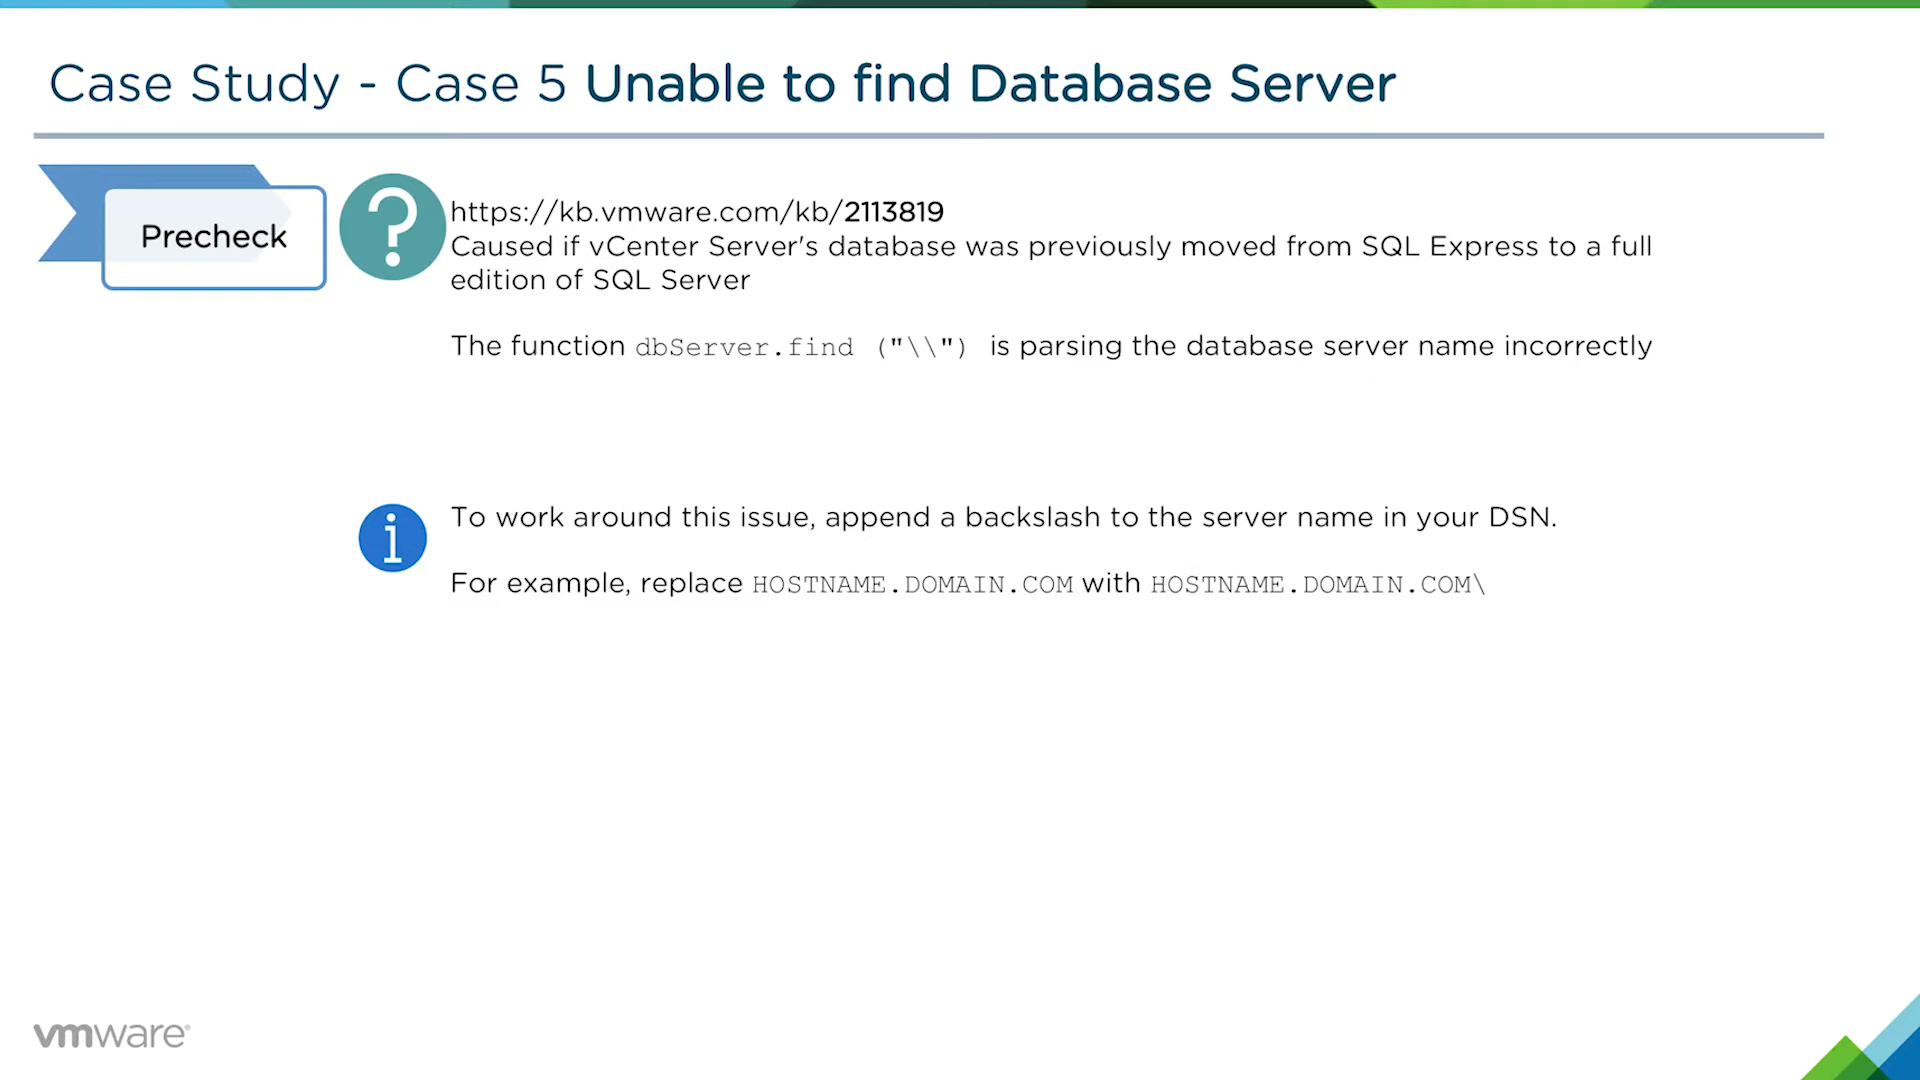 Case Study - Case 5 Unable to find Database Server
Precheck
?
https://kb.vmware.com/kb/2113819
Caused if vCenter Server's database was previously moved from SQL Express to a full
edition of SQL Server
The function dbServer.find ("\\") is parsing the database server name incorrectly
i
To work around this issue, append a backslash to the server name in your DSN.
For example, replace HOSTNAME.DOMAIN.COM with HOSTNAME.DOMAIN.COM\
vmware®